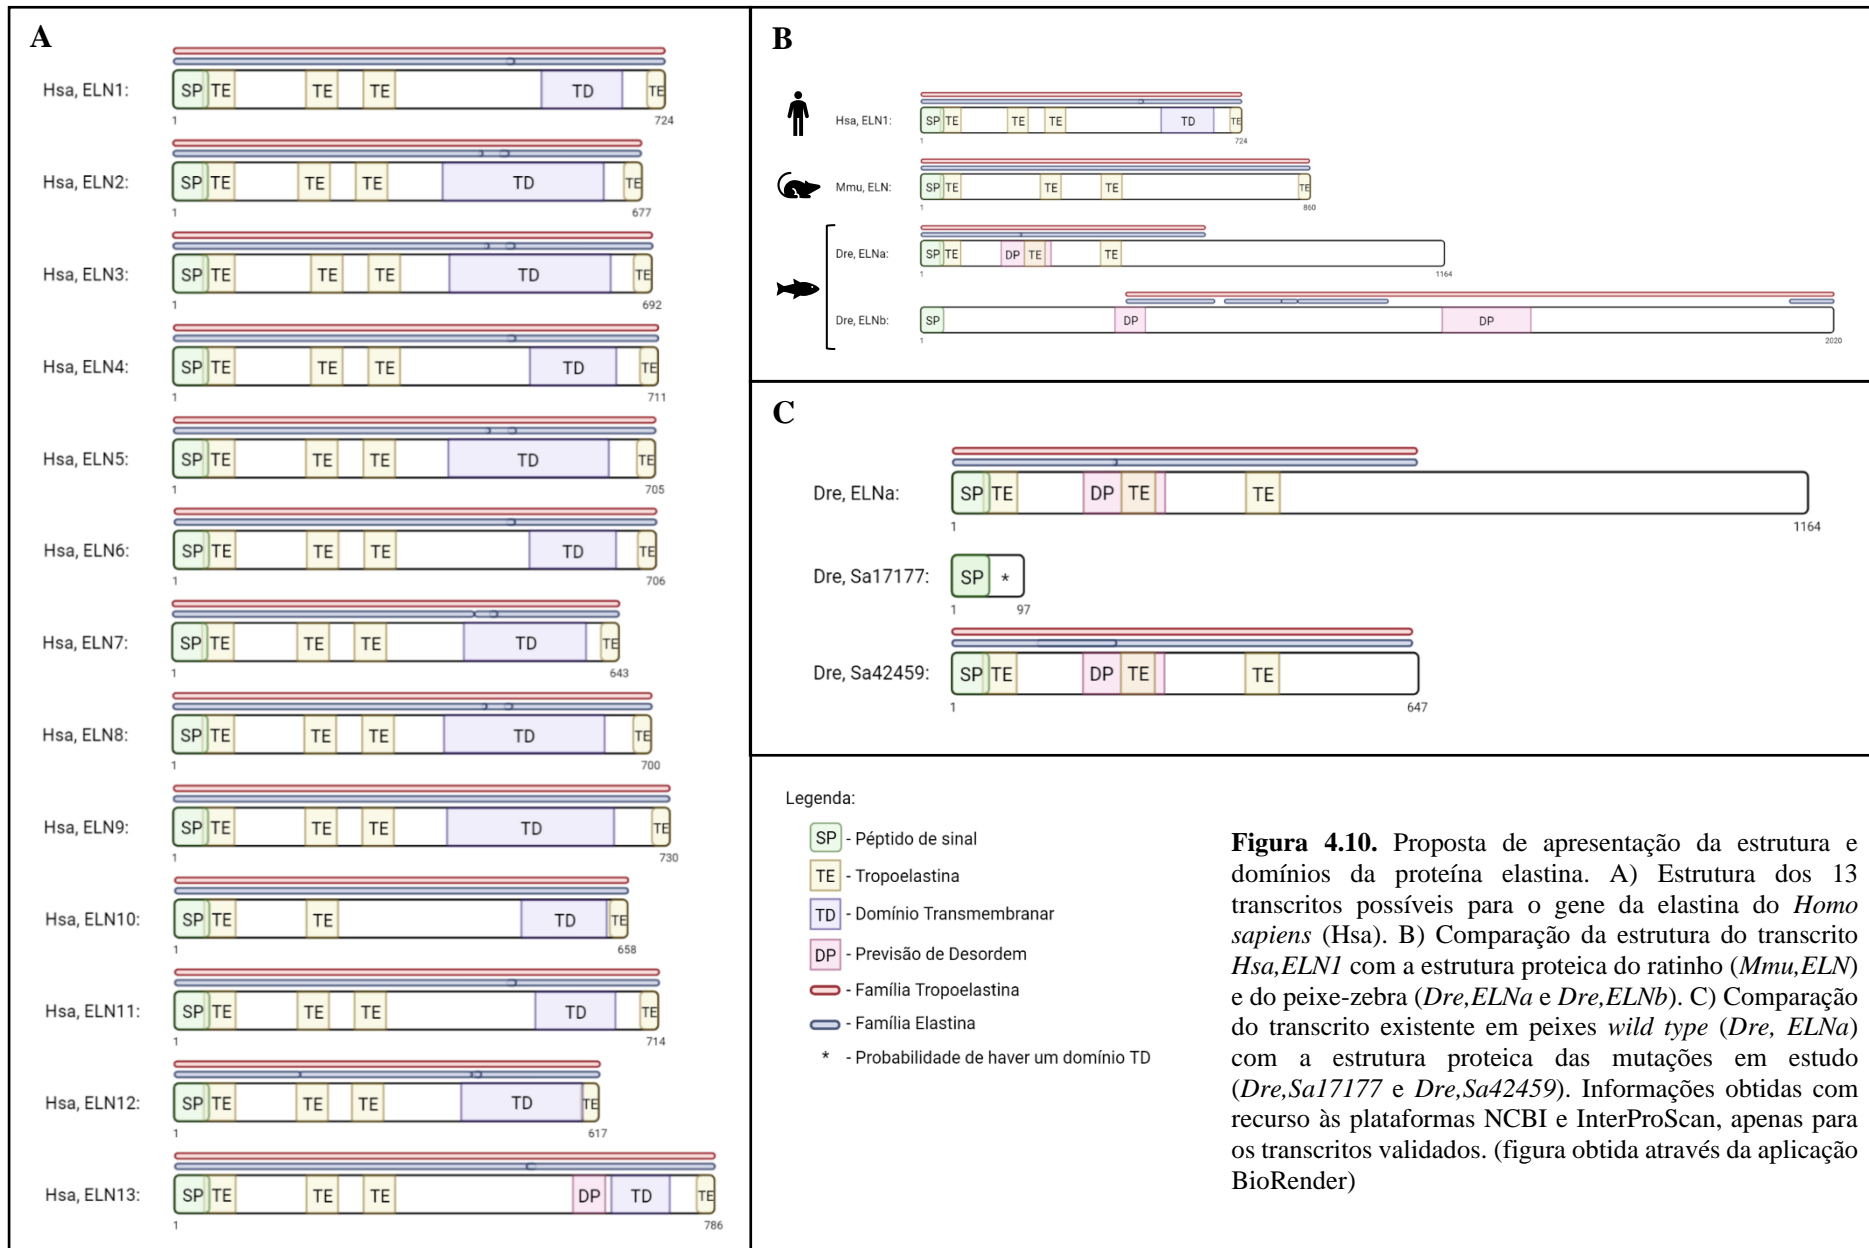 A
Hsa, ELN1:
SP TE TE TE TD TE
1 724
Hsa, ELN2:
SP TE TE TE TD TE
1 677
Hsa, ELN3:
SP TE TE TE TD TE
1 692
Hsa, ELN4:
SP TE TE TE TD TE
1 711
Hsa, ELN5:
SP TE TE TE TD TE
1 705
Hsa, ELN6:
SP TE TE TE TD TE
1 706
Hsa, ELN7:
SP TE TE TE TD TE
1 643
Hsa, ELN8:
SP TE TE TE TD TE
1 700
Hsa, ELN9:
SP TE TE TE TD TE
1 730
Hsa, ELN10:
SP TE TE TD TE
1 658
Hsa, ELN11:
SP TE TE TE TD TE
1 714
Hsa, ELN12:
SP TE TE TE TD TE
1 617
Hsa, ELN13:
SP TE TE TE DP TD TE
1 786
B
Hsa, ELN1:
SP TE TE TE TD TE
1 724
Mmu, ELN:
SP TE TE TE TE
1 860
Dre, ELNa:
SP TE DP TE TE
1 1164
Dre, ELNb:
SP DP DP
1 2020
C
Dre, ELNa:
SP TE DP TE TE
1 1164
Dre, Sa17177:
SP *
1 97
Dre, Sa42459:
SP TE DP TE TE
1 647
Legenda:
SP - Péptido de sinal
TE - Tropoelastina
TD - Domínio Transmembranar
DP - Previsão de Desordem
- Família Tropoelastina
- Família Elastina
* - Probabilidade de haver um domínio TD
Figura 4.10. Proposta de apresentação da estrutura e
domínios da proteína elastina. A) Estrutura dos 13
transcritos possíveis para o gene da elastina do Homo
sapiens (Hsa). B) Comparação da estrutura do transcrito
Hsa,ELN1 com a estrutura proteica do ratinho (Mmu,ELN)
e do peixe-zebra (Dre,ELNa e Dre,ELNb). C) Comparação
do transcrito existente em peixes wild type (Dre, ELNa)
com a estrutura proteica das mutações em estudo
(Dre,Sa17177 e Dre,Sa42459). Informações obtidas com
recurso às plataformas NCBI e InterProScan, apenas para
os transcritos validados. (figura obtida através da aplicação
BioRender)